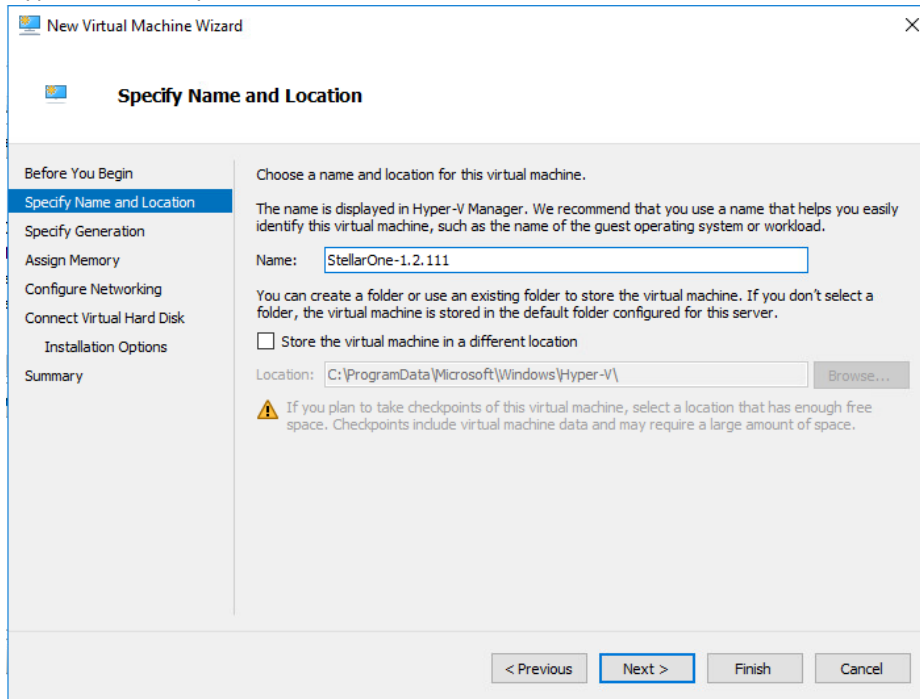 New Virtual Machine Wizard
Specify Name and Location
Before You Begin
Specify Name and Location
Specify Generation
Assign Memory
Configure Networking
Connect Virtual Hard Disk
Installation Options
Summary
Choose a name and location for this virtual machine.
The name is displayed in Hyper-V Manager. We recommend that you use a name that helps you easily
identify this virtual machine, such as the name of the guest operating system or workload.
Name: StellarOne-1.2.111
You can create a folder or use an existing folder to store the virtual machine. If you don't select a
folder, the virtual machine is stored in the default folder configured for this server.
Store the virtual machine in a different location
Location: C:\ProgramData\Microsoft\Windows\Hyper-V\ Browse...
If you plan to take checkpoints of this virtual machine, select a location that has enough free
space. Checkpoints include virtual machine data and may require a large amount of space.
< Previous Next > Finish Cancel